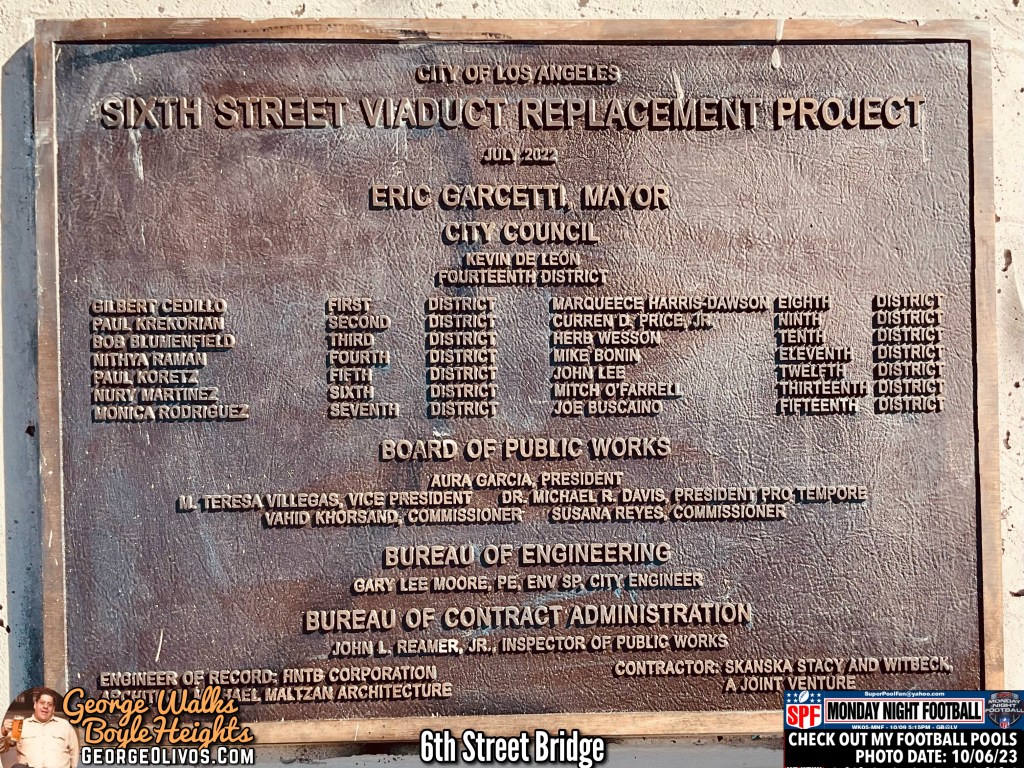 CITY OF LOS ANGELES
SIXTH STREET VIADUCT REPLACEMENT PROJECT
JULY 2022
ERIC GARCETTI, MAYOR
CITY COUNCIL
KEVIN DE LEÓN
FOURTEENTH DISTRICT
GILBERT CEDILLO FIRST DISTRICT MARQUEECE HARRIS-DAWSON EIGHTH DISTRICT
PAUL KREKORIAN SECOND DISTRICT CURREN D. PRICE, JR. NINTH DISTRICT
BOB BLUMENFIELD THIRD DISTRICT HERB WESSON TENTH DISTRICT
NITHYA RAMAN FOURTH DISTRICT MIKE BONIN ELEVENTH DISTRICT
PAUL KORETZ FIFTH DISTRICT JOHN LEE TWELFTH DISTRICT
NURY MARTINEZ SIXTH DISTRICT MITCH O'FARRELL THIRTEENTH DISTRICT
MONICA RODRIGUEZ SEVENTH DISTRICT JOE BUSCAINO FIFTEENTH DISTRICT
BOARD OF PUBLIC WORKS
AURA GARCIA, PRESIDENT
M. TERESA VILLEGAS, VICE PRESIDENT DR. MICHAEL R. DAVIS, PRESIDENT PRO TEMPORE
VAHID KHORSAND, COMMISSIONER SUSANA REYES, COMMISSIONER
BUREAU OF ENGINEERING
GARY LEE MOORE, PE, ENV SP, CITY ENGINEER
BUREAU OF CONTRACT ADMINISTRATION
JOHN L. REAMER, JR., INSPECTOR OF PUBLIC WORKS
ENGINEER OF RECORD: HNTB CORPORATION
MALTZAN ARCHITECTURE
CONTRACTOR: SKANSKA STACY AND WITBECK,
A JOINT VENTURE
George Walks
Boyle Heights
GEORGEOLIVOS.COM
6th Street Bridge
SuperPoolFan@yahoo.com
SPF MONDAY NIGHT FOOTBALL
CHECK OUT MY FOOTBALL POOLS
PHOTO DATE: 10/06/23